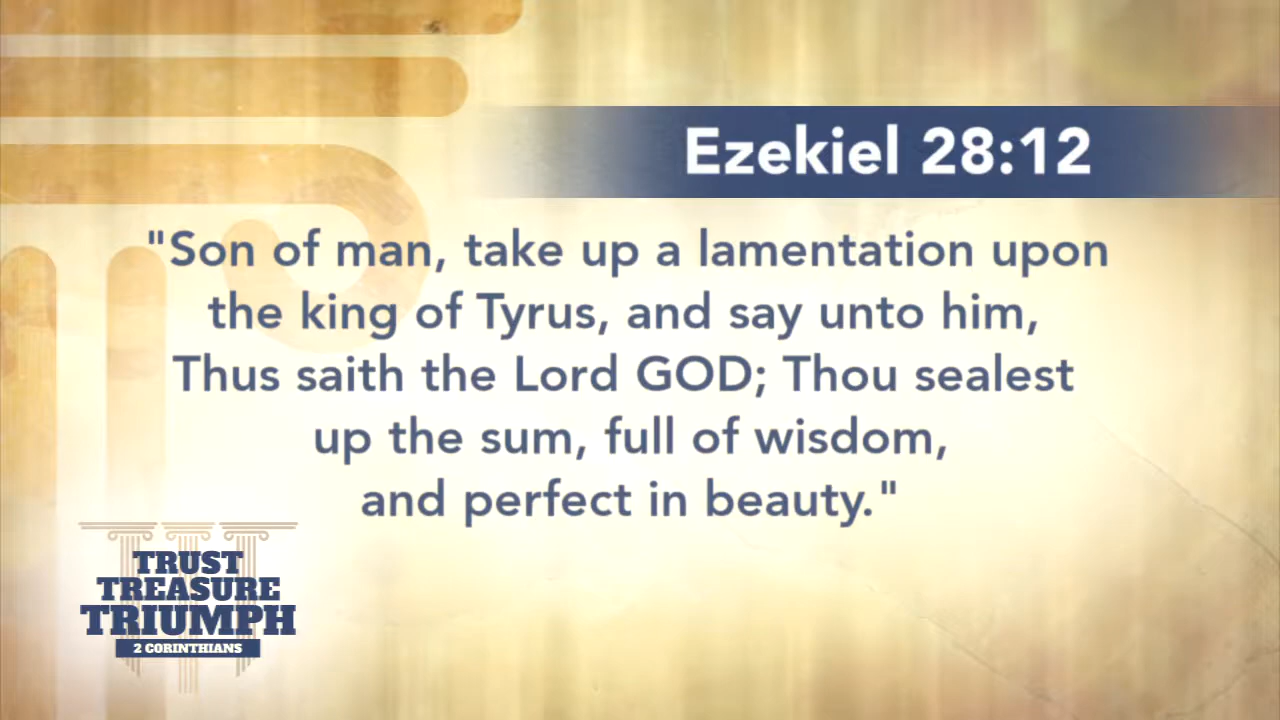 Ezekiel 28:12
"Son of man, take up a lamentation upon
the king of Tyrus, and say unto him,
Thus saith the Lord GOD; Thou sealest
up the sum, full of wisdom,
and perfect in beauty."
TRUST
TREASURE
TRIUMPH
2 CORINTHIANS